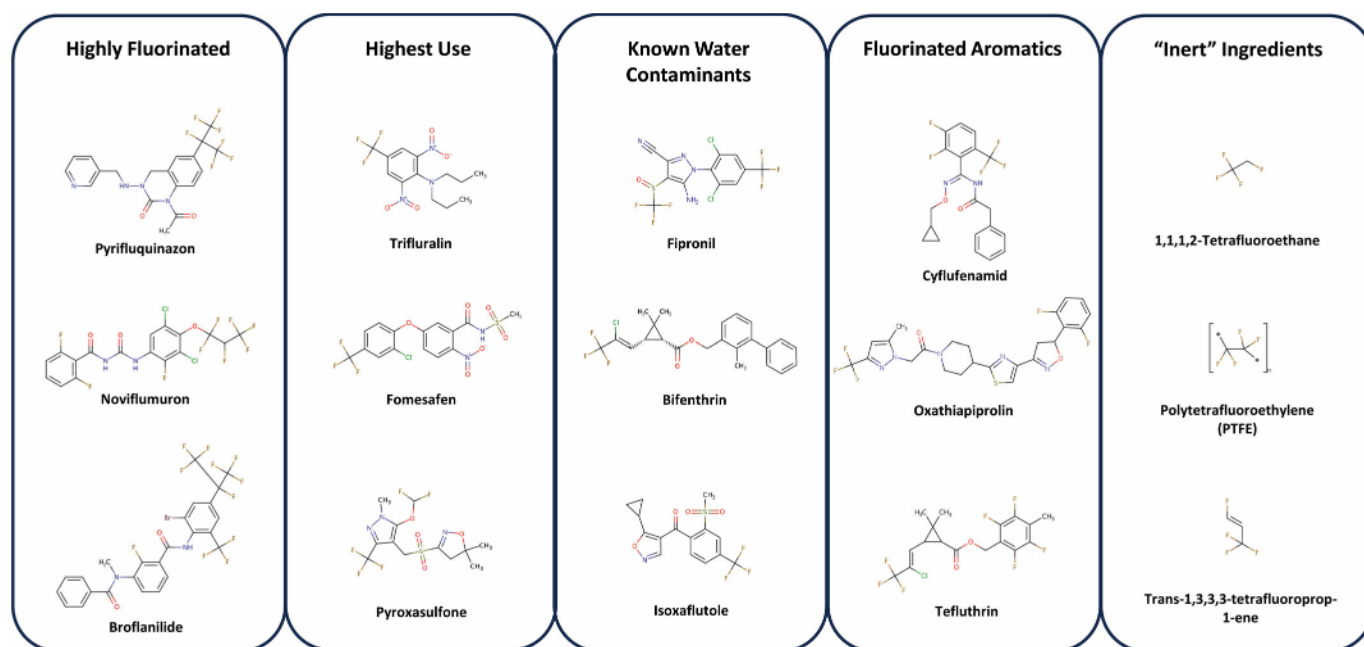 Highly Fluorinated
Pyrifluquinazon
Noviflumuron
Broflanilide
Highest Use
Trifluralin
Fomesafen
Pyroxasulfone
Known Water
Contaminants
Fipronil
Bifenthrin
Isoxaflutole
Fluorinated Aromatics
Cyflufenamid
Oxathiapiprolin
Tefluthrin
“Inert” Ingredients
1,1,1,2-Tetrafluoroethane
Polytetrafluoroethylene
(PTFE)
Trans-1,3,3,3-tetrafluoroprop-
1-ene